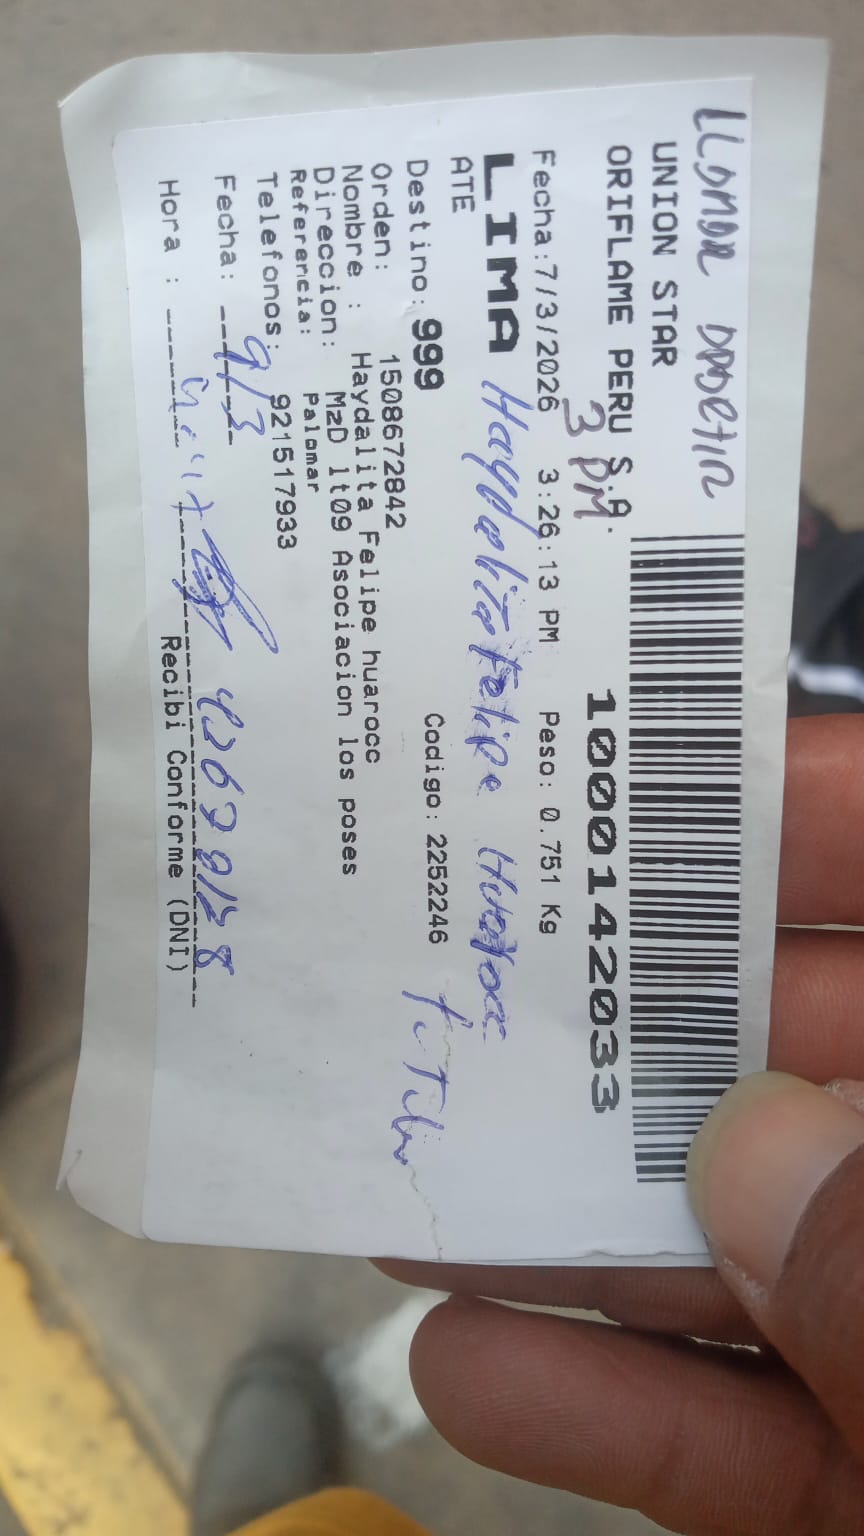 UNION STAR
ORIFLAME PERU S.A.
3 PM
1000142033
Fecha:7/3/2026 3:26:13 PM Peso: 0.751 Kg
LIMA
ATE
Haydalita Felipe
Destino: 999 Codigo: 2252246
Orden: 1508672842
Nombre : Haydalita Felipe huarocc
Direccion: MzD lt09 Asociacion los poses
Referencia: Palomar
Telefonos: 921517933
Fecha: 9/3
Hora :
Recibi Conforme (DNI)